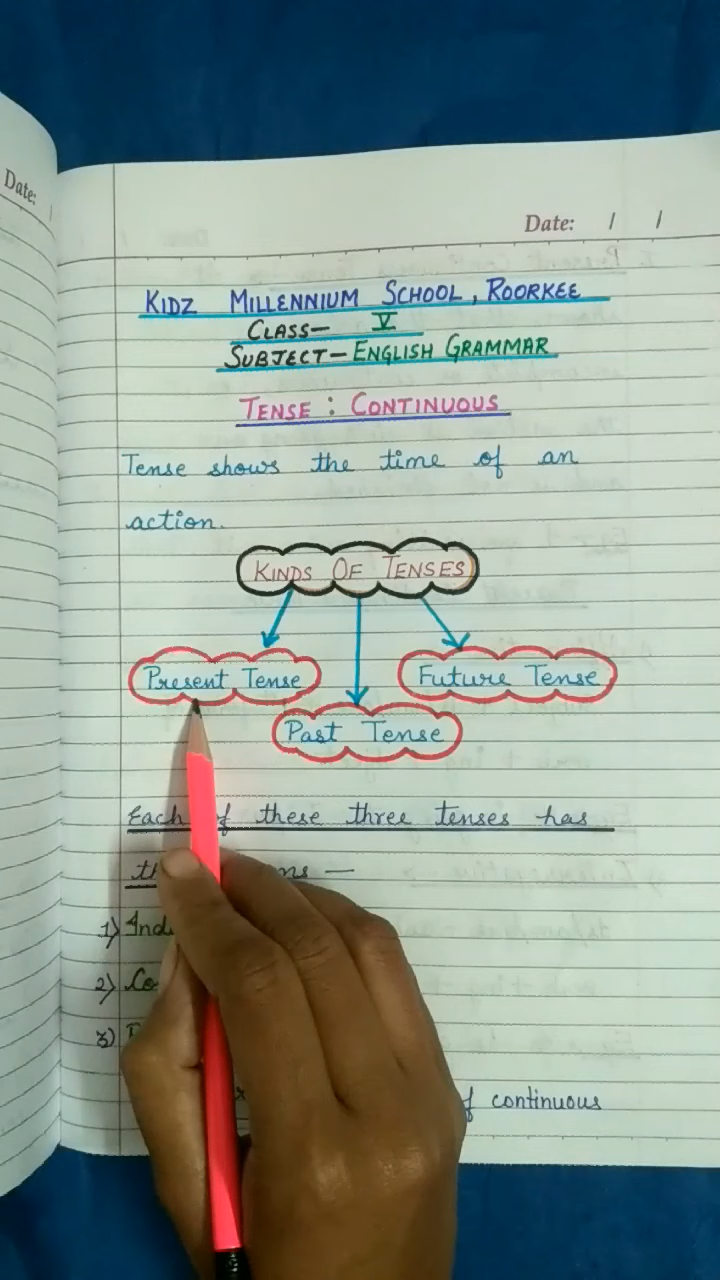 Date:
Date: / /
KIDZ MILLENNIUM SCHOOL, ROORKEE
CLASS- V
SUBJECT- ENGLISH GRAMMAR
TENSE : CONTINUOUS
Tense shows the time of an
action.
KINDS OF TENSES
Present Tense
Future Tense
Past Tense
Each of these three tenses has
1)
2)
3)
of continuous